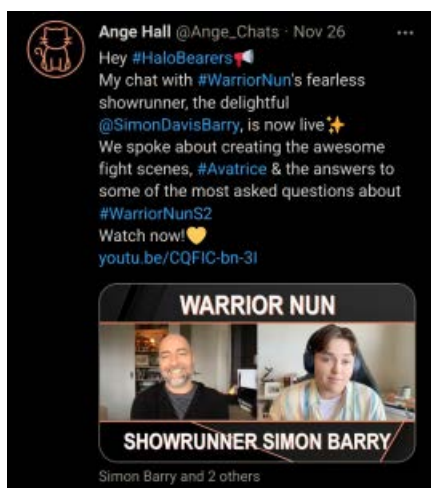 Ange Hall @Ange_Chats · Nov 26 ...
Hey #HaloBearers📢
My chat with #WarriorNun's fearless
showrunner, the delightful
@SimonDavisBarry, is now live✨
We spoke about creating the awesome
fight scenes, #Avatrice & the answers to
some of the most asked questions about
#WarriorNunS2
Watch now!💛
youtu.be/CQFIC-bn-3I
WARRIOR NUN
SHOWRUNNER SIMON BARRY
Simon Barry and 2 others